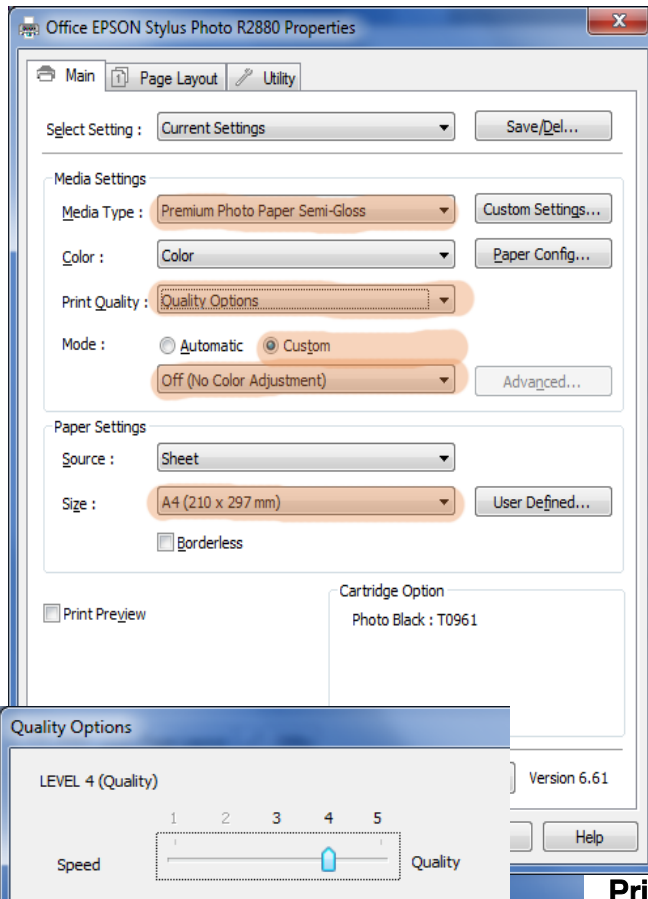 Office EPSON Stylus Photo R2880 Properties
Main
Page Layout
Utility
Select Setting : Current Settings Save/Del...
Media Settings
Media Type : Premium Photo Paper Semi-Gloss Custom Settings...
Color : Color Paper Config...
Print Quality : Quality Options
Mode : Automatic Custom
Off (No Color Adjustment) Advanced...
Paper Settings
Source : Sheet
Size : A4 (210 x 297 mm) User Defined...
Borderless
Print Preview
Cartridge Option
Photo Black : T0961
Version 6.61
Help
Quality Options
LEVEL 4 (Quality)
1 2 3 4 5
Speed Quality
Pri